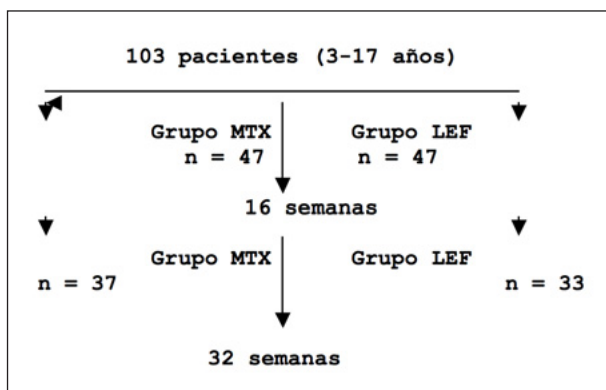 103 pacientes (3-17 años)
Grupo MTX
n = 47
Grupo LEF
n = 47
16 semanas
Grupo MTX
Grupo LEF
n = 37
n = 33
32 semanas